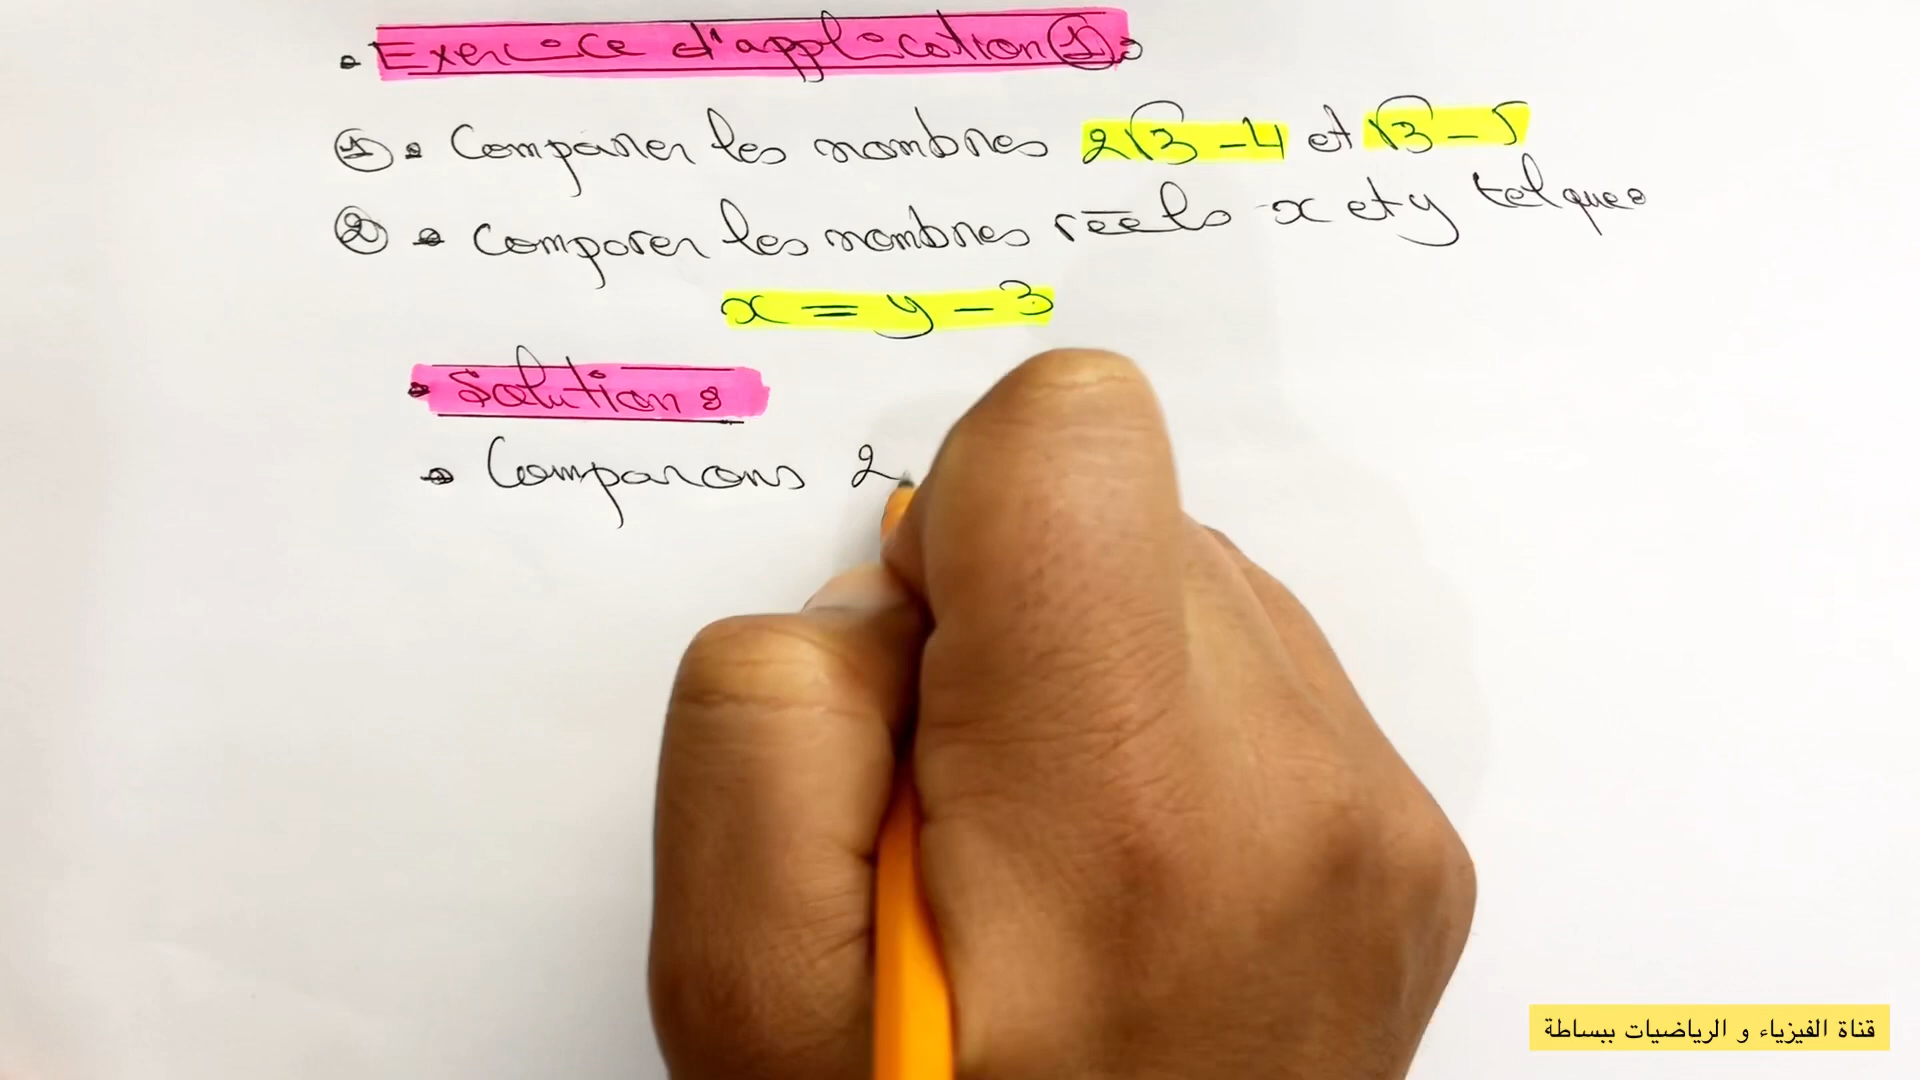 • Exercice d'application ① :
① • Comparer les nombres 2√3 - 4 et √3 - 5
② • comparer les nombres réels x et y tel que :
x = y - 3
• Solution :
• Comparons 2
قناة الفيزياء و الرياضيات ببساطة